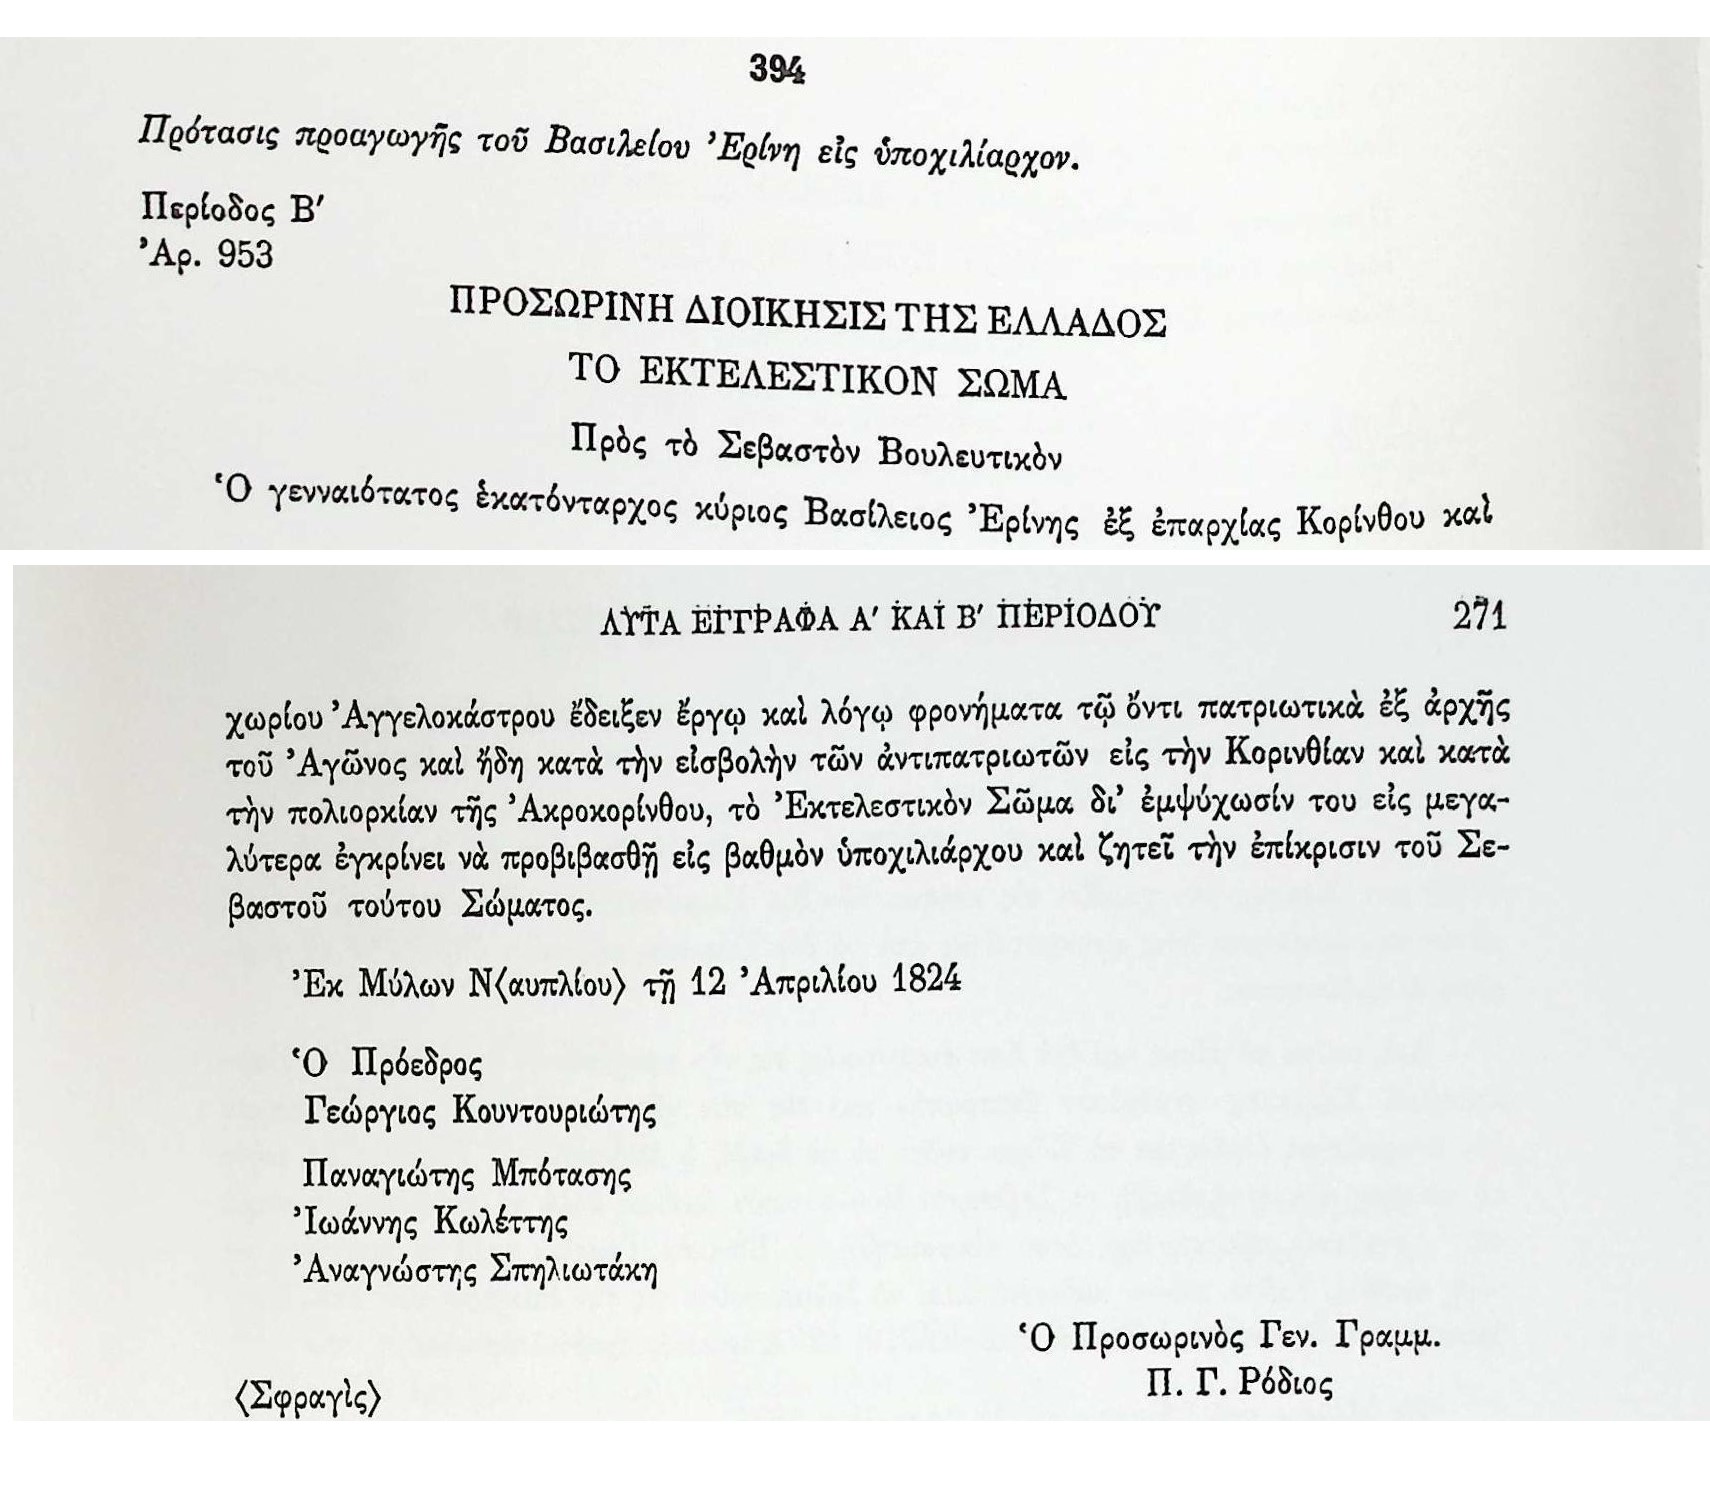 394
Πρότασις προαγωγῆς τοῦ Βασιλείου Ἐρίνη εἰς ὑποχιλίαρχον.
Περίοδος Β′
Ἀρ. 953
ΠΡΟΣΩΡΙΝΗ ΔΙΟΙΚΗΣΙΣ ΤΗΣ ΕΛΛΑΔΟΣ
ΤΟ ΕΚΤΕΛΕΣΤΙΚΟΝ ΣΩΜΑ
Πρὸς τὸ Σεβαστὸν Βουλευτικὸν
Ὁ γενναιότατος ἑκατόνταρχος κύριος Βασίλειος Ἐρίνης ἐξ ἐπαρχίας Κορίνθου καὶ
ΛΥΤΑ ΕΓΓΡΑΦΑ Α′ ΚΑΙ Β′ ΠΕΡΙΟΔΟΥ 271
χωρίου Ἀγγελοκάστρου ἔδειξεν ἔργῳ καὶ λόγῳ φρονήματα τῷ ὄντι πατριωτικὰ ἐξ ἀρχῆς
τοῦ Ἀγῶνος καὶ ἤδη κατὰ τὴν εἰσβολὴν τῶν ἀντιπατριωτῶν εἰς τὴν Κορινθίαν καὶ κατὰ
τὴν πολιορκίαν τῆς Ἀκροκορίνθου, τὸ Ἐκτελεστικὸν Σῶμα δι’ ἐμψύχωσίν του εἰς μεγα-
λύτερα ἐγκρίνει νὰ προβιβασθῇ εἰς βαθμὸν ὑποχιλιάρχου καὶ ζητεῖ τὴν ἐπίκρισιν τοῦ Σε-
βαστοῦ τούτου Σώματος.
Ἐκ Μύλων Ν⟨αυπλίου⟩ τῇ 12 Ἀπριλίου 1824
Ὁ Πρόεδρος
Γεώργιος Κουντουριώτης
Παναγιώτης Μπότασης
Ἰωάννης Κωλέττης
Ἀναγνώστης Σπηλιωτάκη
Ὁ Προσωρινὸς Γεν. Γραμμ.
Π. Γ. Ρόδιος
⟨Σφραγὶς⟩